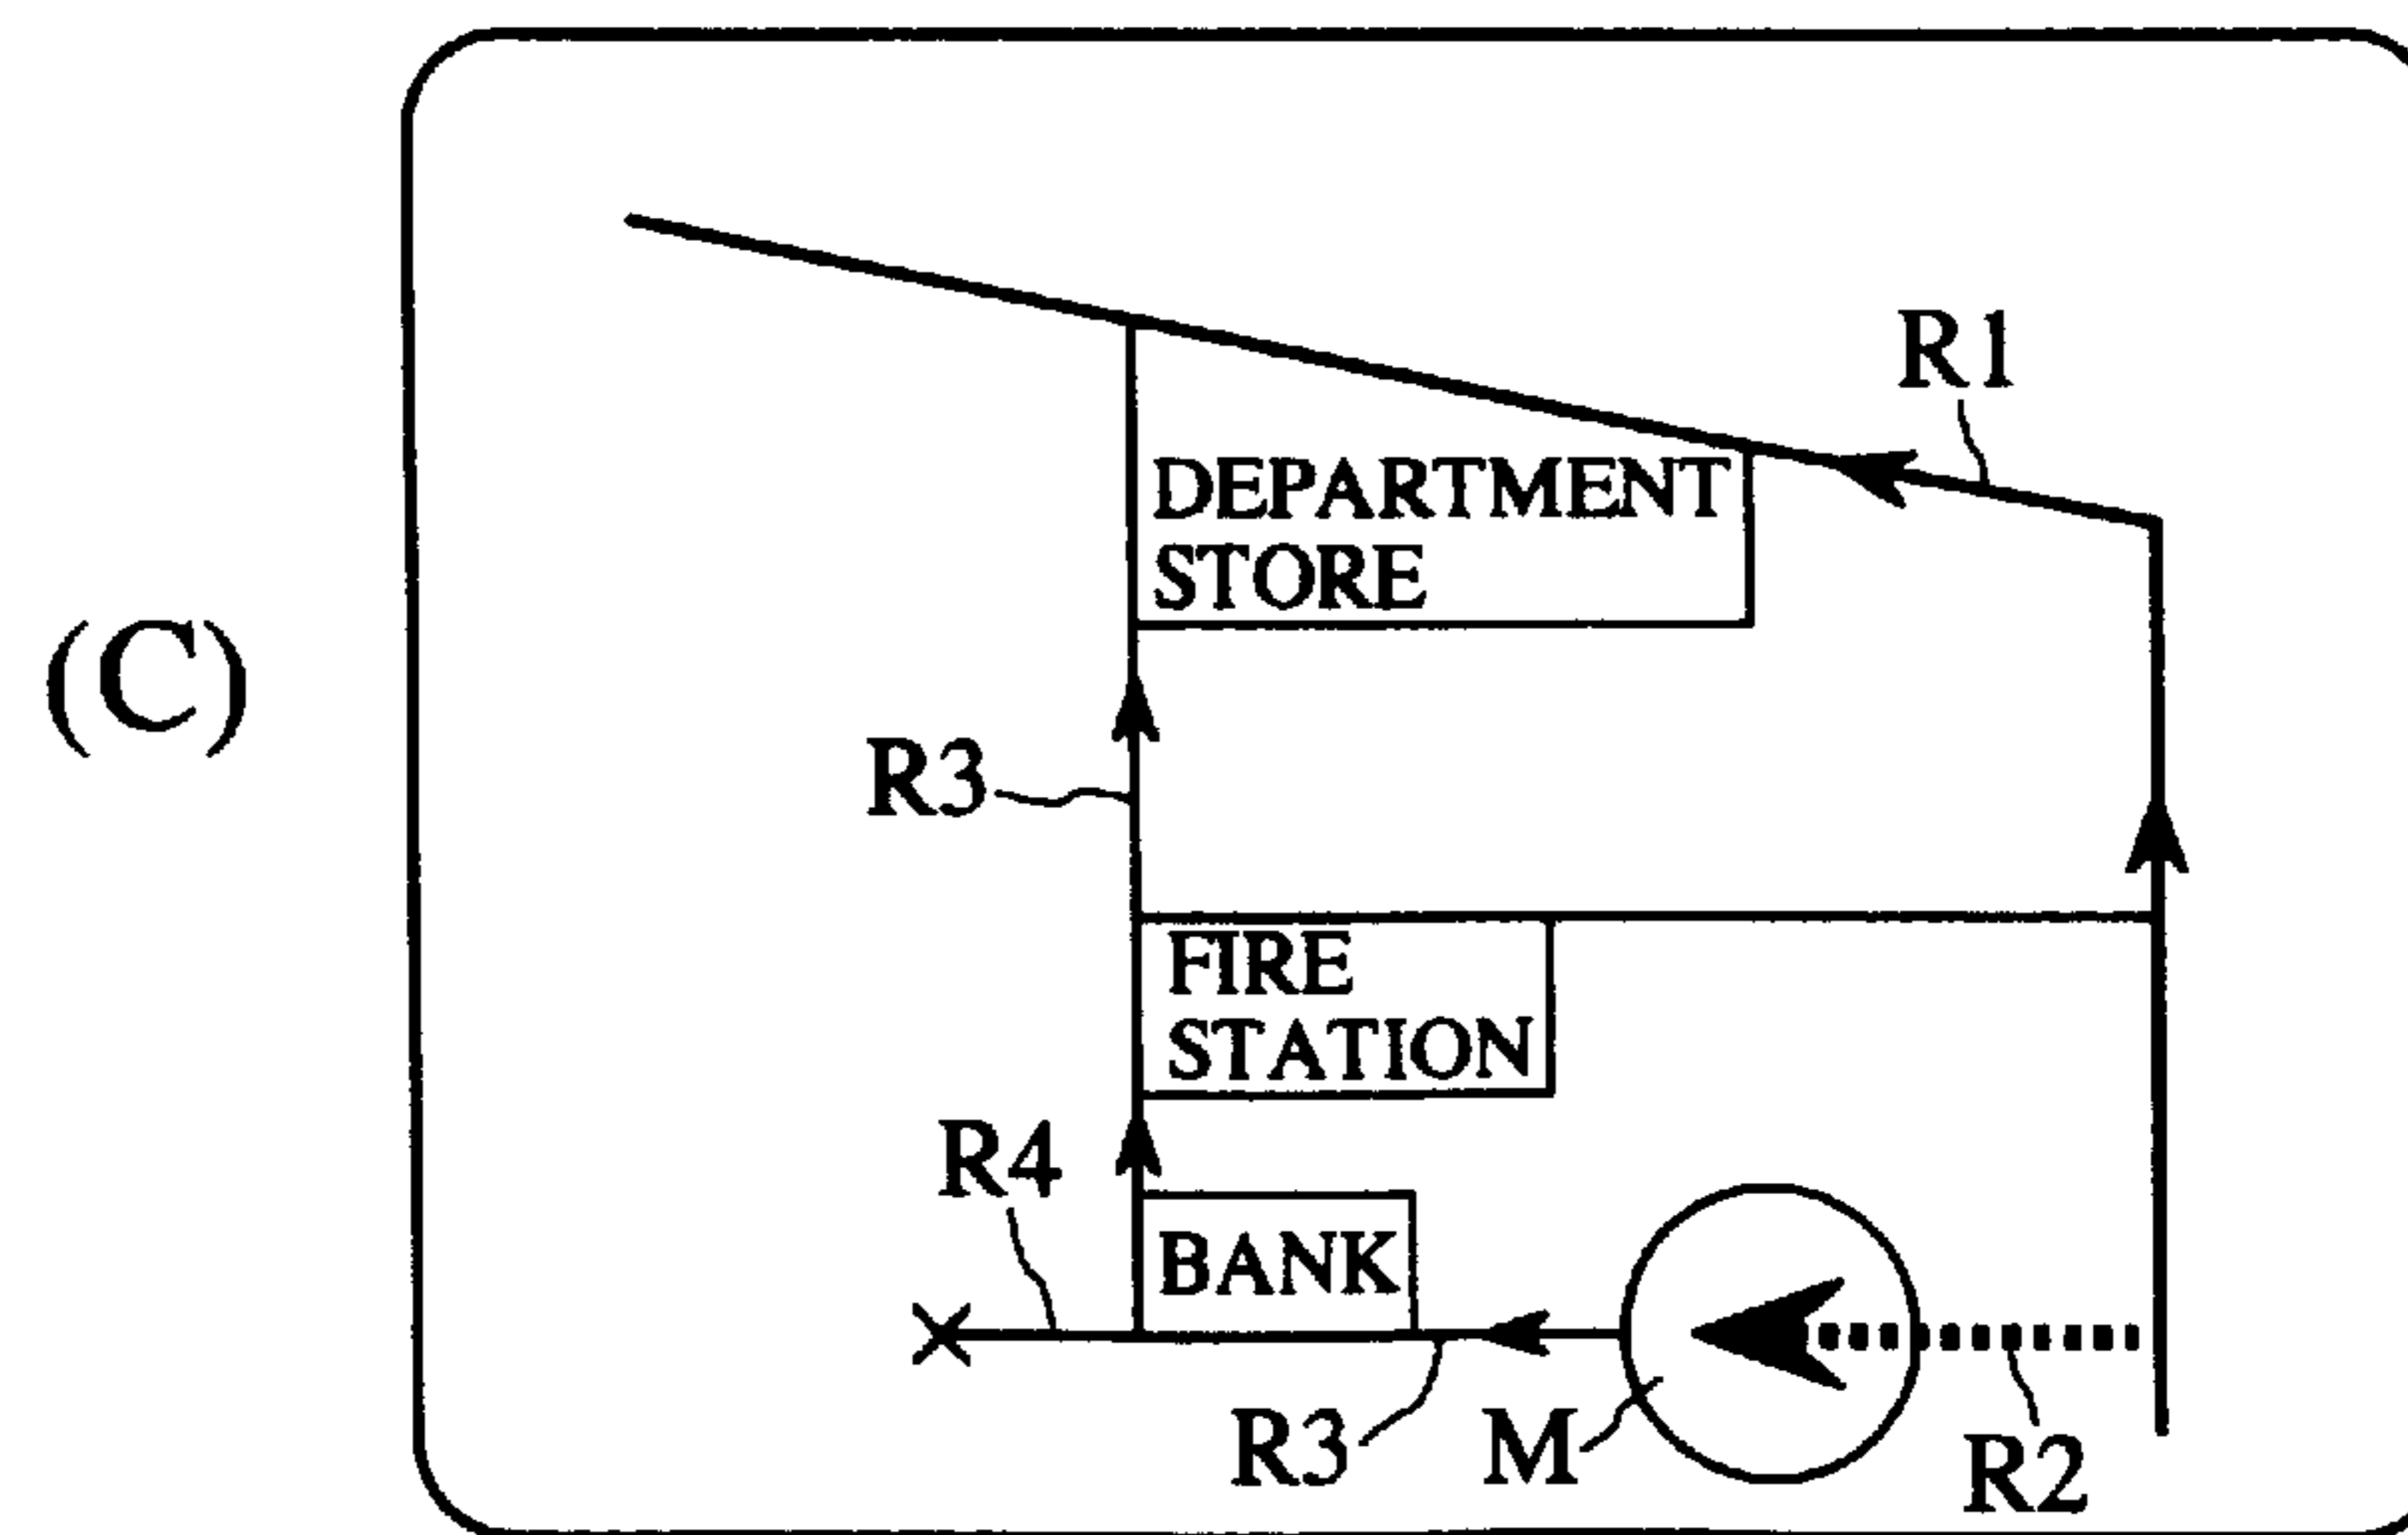 R1
DEPARTMENT
STORE
(C)
R3
FIRE
STATION
R4
BANK
R3
M
R2